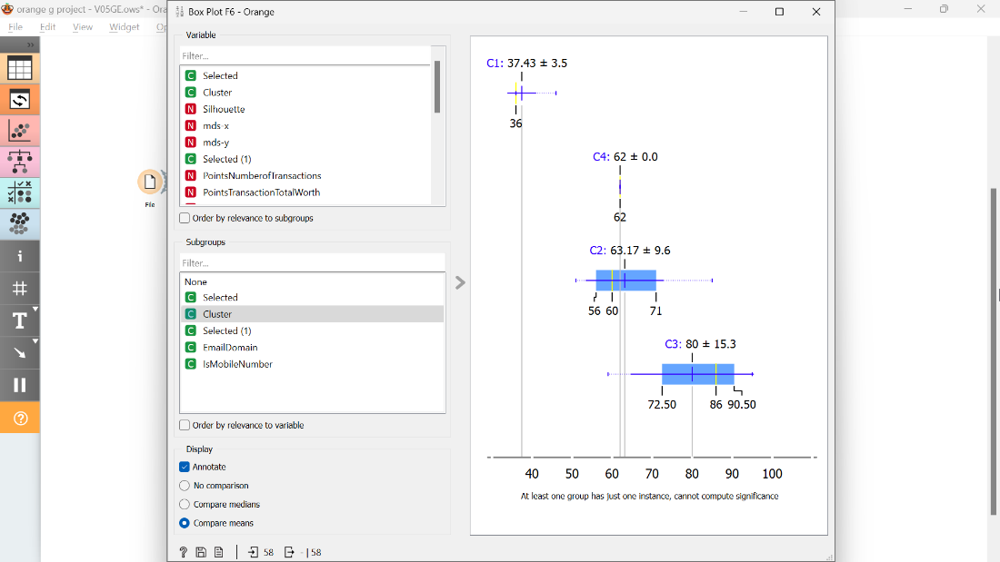 orange g project - V05GE.ows* - Ora
File Edit View Widget Op
File
Box Plot F6 - Orange
Variable
Filter...
C Selected
C Cluster
N Silhouette
N mds-x
N mds-y
C Selected (1)
N PointsNumberofTransactions
N PointsTransactionTotalWorth
Order by relevance to subgroups
Subgroups
Filter...
None
C Selected
C Cluster
C Selected (1)
C EmailDomain
C IsMobileNumber
Order by relevance to variable
Display
Annotate
No comparison
Compare medians
Compare means
? 58 - | 58
C1: 37.43 ± 3.5
36
C4: 62 ± 0.0
62
C2: 63.17 ± 9.6
56 60 71
C3: 80 ± 15.3
72.50 86 90.50
40 50 60 70 80 90 100
At least one group has just one instance, cannot compute significance